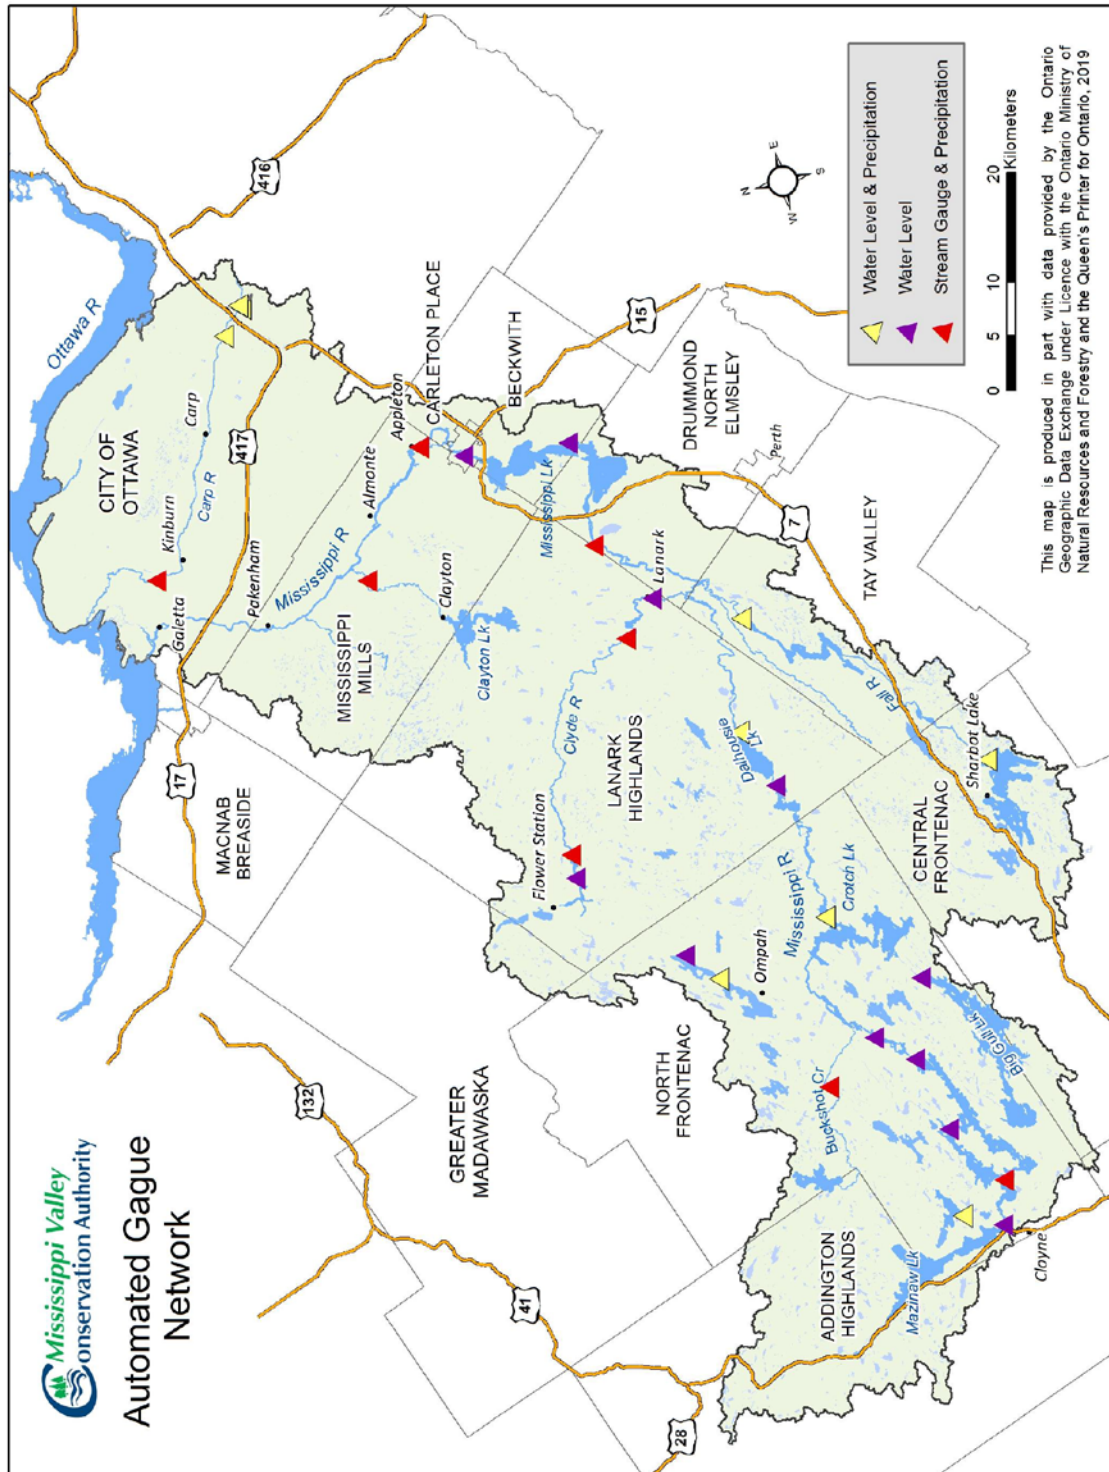 Mississippi Valley
Conservation Authority
Automated Gague
Network
Ottawa R
416
CITY OF
OTTAWA
Carp
Carp R
Kinburn
417
Galetta
Pakenham
Mississippi R
Almonte
Appleton
CARLETON PLACE
BECKWITH
15
17
MACNAB
BREASIDE
MISSISSIPPI
MILLS
Clayton
Clayton Lk
Mississippi Lk
DRUMMOND
NORTH
ELMSLEY
Perth
7
TAY VALLEY
Lanark
Clyde R
LANARK
HIGHLANDS
Flower Station
Dalhousie
Lk
Fall R
Sharbot Lake
CENTRAL
FRONTENAC
132
GREATER
MADAWASKA
NORTH
FRONTENAC
Ompah
Mississippi R
Crotch Lk
Buckshot Cr
Big Gull Lk
41
28
ADDINGTON
HIGHLANDS
Mazinaw Lk
Cloyne
N
E
S
W
Water Level & Precipitation
Water Level
Stream Gauge & Precipitation
0 5 10 20
Kilometers
This map is produced in part with data provided by the Ontario
Geographic Data Exchange under Licence with the Ontario Ministry of
Natural Resources and Forestry and the Queen's Printer for Ontario, 2019